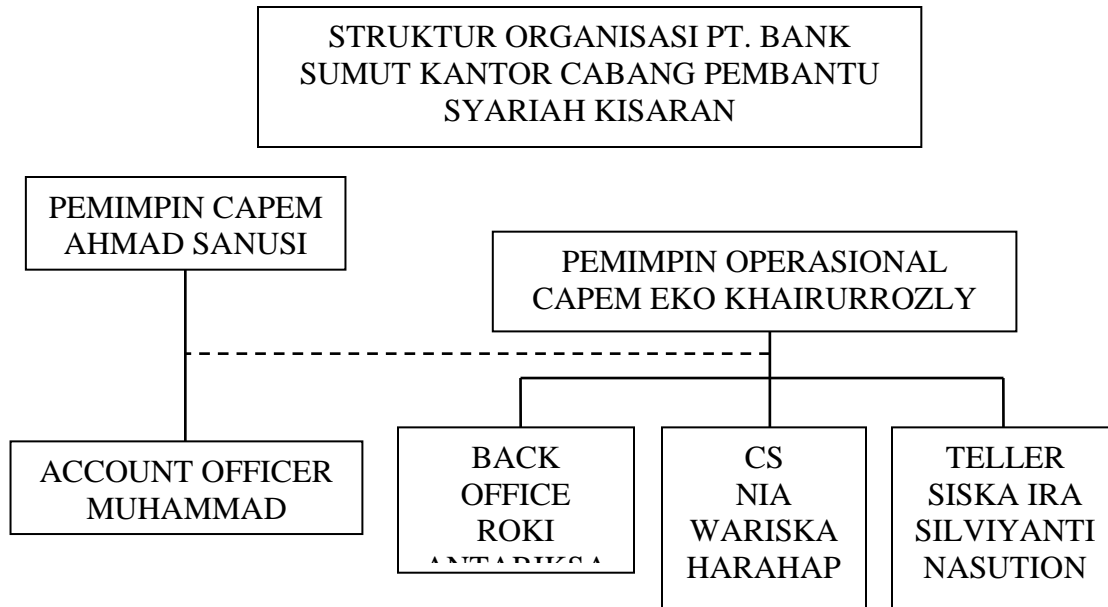 STRUKTUR ORGANISASI PT. BANK
SUMUT KANTOR CABANG PEMBANTU
SYARIAH KISARAN
PEMIMPIN CAPEM
AHMAD SANUSI
PEMIMPIN OPERASIONAL
CAPEM EKO KHAIRURROZLY
ACCOUNT OFFICER
MUHAMMAD
BACK
OFFICE
ROKI
ANTARIKSA
CS
NIA
WARISKA
HARAHAP
TELLER
SISKA IRA
SILVIYANTI
NASUTION